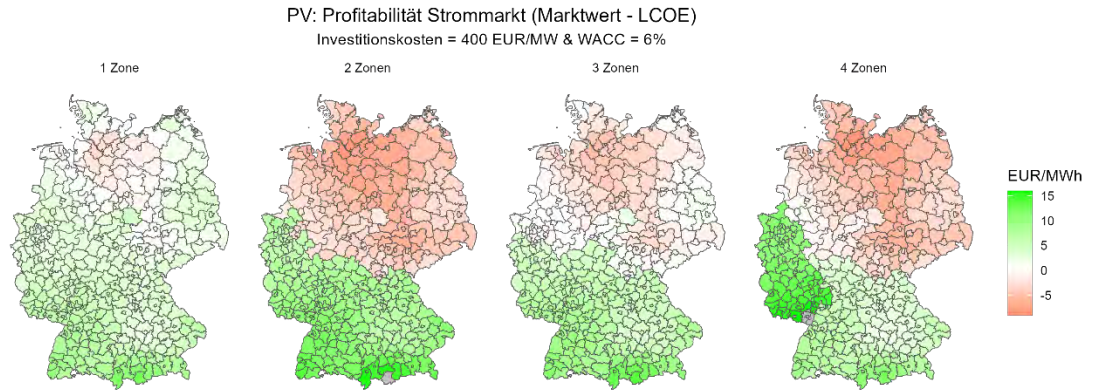 PV: Profitabilität Strommarkt (Marktwert - LCOE)
Investitionskosten = 400 EUR/MW & WACC = 6%
1 Zone
2 Zonen
3 Zonen
4 Zonen
EUR/MWh
15
10
5
0
-5